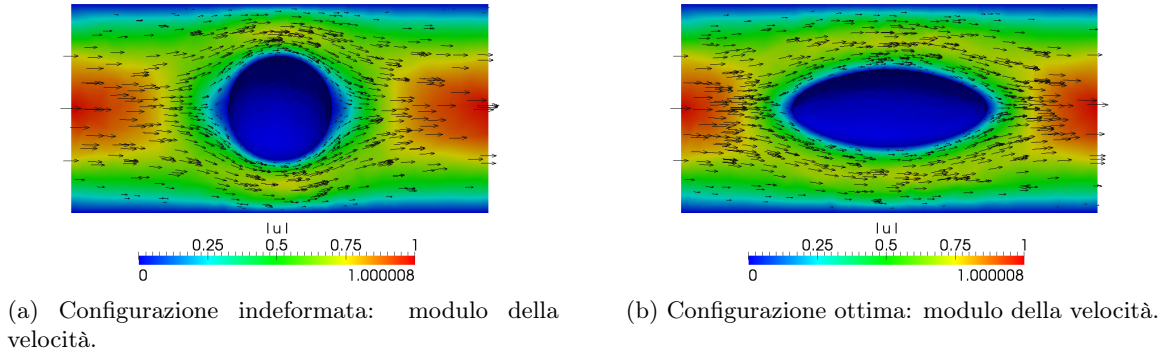 |u|
0.25 0.5 0.75 1
0 1.000008
(a) Configurazione indeformata: modulo della
velocità.
|u|
0.25 0.5 0.75 1
0 1.000008
(b) Configurazione ottima: modulo della velocità.